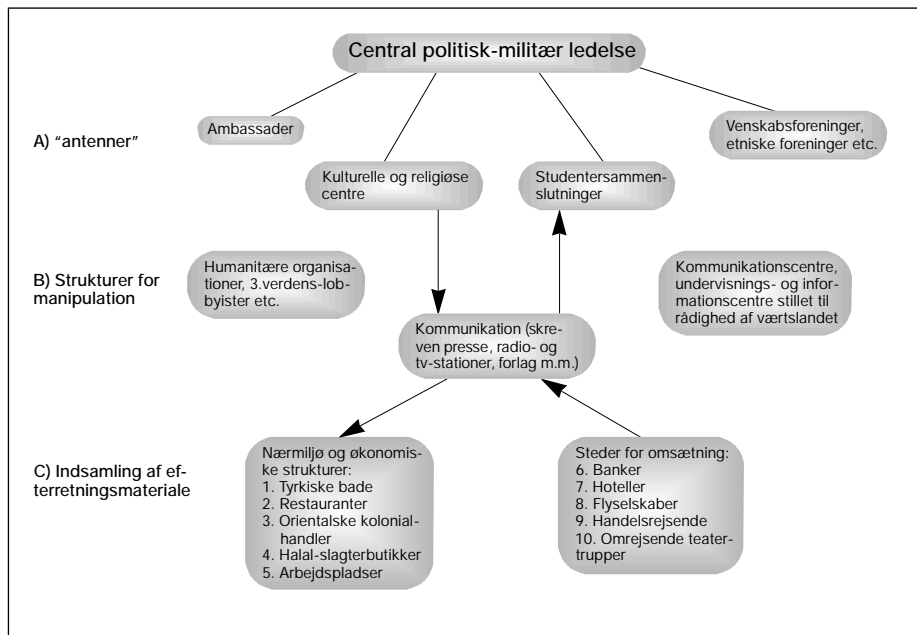 Central politisk-militær ledelse
A) “antenner”
Ambassader
Venskabsforeninger,
etniske foreninger etc.
Kulturelle og religiøse
centre
Studentersammen-
slutninger
B) Strukturer for
manipulation
Humanitære organisa-
tioner, 3.verdens-lob-
byister etc.
Kommunikationscentre,
undervisnings- og infor-
mationscentre stillet til
rådighed af værtslandet
Kommunikation (skre-
ven presse, radio- og
tv-stationer, forlag m.m.)
C) Indsamling af ef-
terretningsmateriale
Nærmiljø og økonomis-
ke strukturer:
1. Tyrkiske bade
2. Restauranter
3. Orientalske kolonial-
handler
4. Halal-slagterbutikker
5. Arbejdspladser
Steder for omsætning:
6. Banker
7. Hoteller
8. Flyselskaber
9. Handelsrejsende
10. Omrejsende teater-
trupper